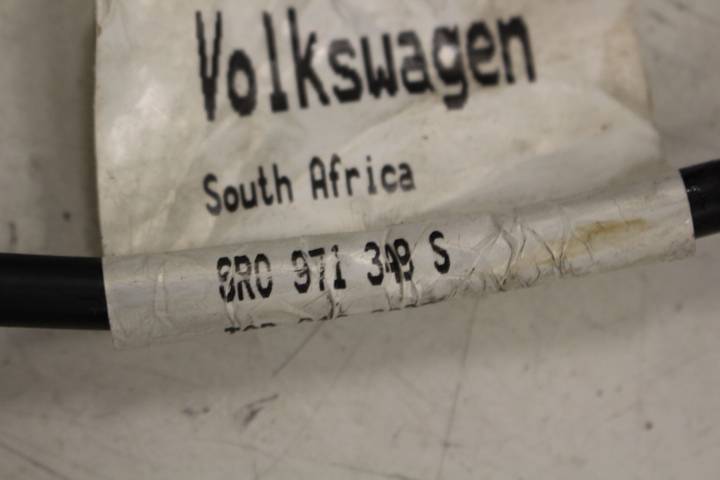 Volkswagen
South Africa
8R0 971 349 S